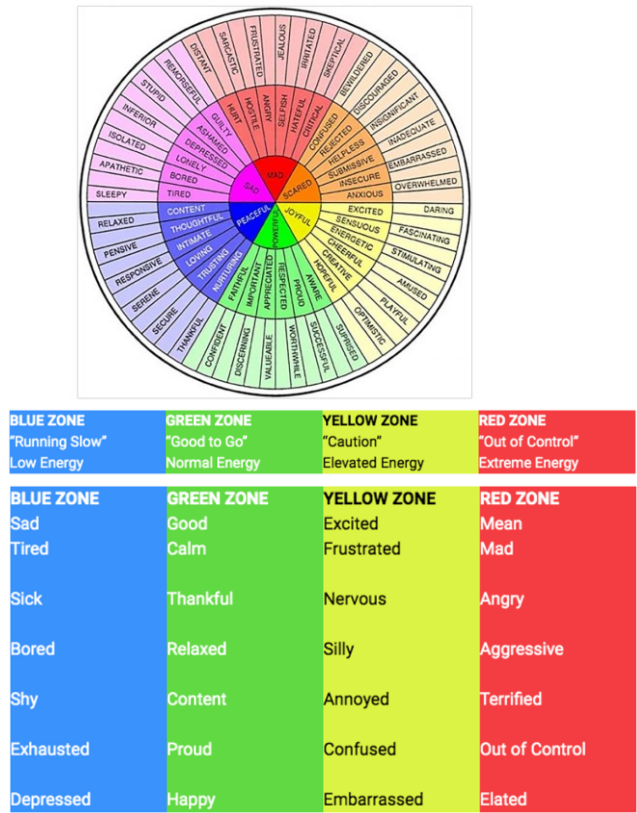 MAD
SCARED
JOYFUL
POWERFUL
PEACEFUL
SAD
HURT
HOSTILE
ANGRY
SELFISH
HATEFUL
CRITICAL
CONFUSED
REJECTED
HELPLESS
SUBMISSIVE
INSECURE
ANXIOUS
EXCITED
SENSUOUS
ENERGETIC
CHEERFUL
CREATIVE
HOPEFUL
AWARE
PROUD
RESPECTED
APPRECIATED
IMPORTANT
FAITHFUL
NURTURING
TRUSTING
LOVING
INTIMATE
THOUGHTFUL
CONTENT
TIRED
BORED
LONELY
DEPRESSED
ASHAMED
GUILTY
DISTANT
SARCASTIC
FRUSTRATED
JEALOUS
IRRITATED
SKEPTICAL
BEWILDERED
DISCOURAGED
INSIGNIFICANT
INADEQUATE
EMBARRASSED
OVERWHELMED
DARING
FASCINATING
STIMULATING
AMUSED
PLAYFUL
OPTIMISTIC
SUPRISED
SUCCESSFUL
WORTHWHILE
VALUEABLE
DISCERNING
CONFIDENT
THANKFUL
SECURE
SERENE
RESPONSIVE
PENSIVE
RELAXED
SLEEPY
APATHETIC
ISOLATED
INFERIOR
STUPID
REMORSEFUL
BLUE ZONE GREEN ZONE YELLOW ZONE RED ZONE
“Running Slow” “Good to Go” “Caution” “Out of Control”
Low Energy Normal Energy Elevated Energy Extreme Energy
BLUE ZONE GREEN ZONE YELLOW ZONE RED ZONE
Sad Good Excited Mean
Tired Calm Frustrated Mad
Sick Thankful Nervous Angry
Bored Relaxed Silly Aggressive
Shy Content Annoyed Terrified
Exhausted Proud Confused Out of Control
Depressed Happy Embarrassed Elated